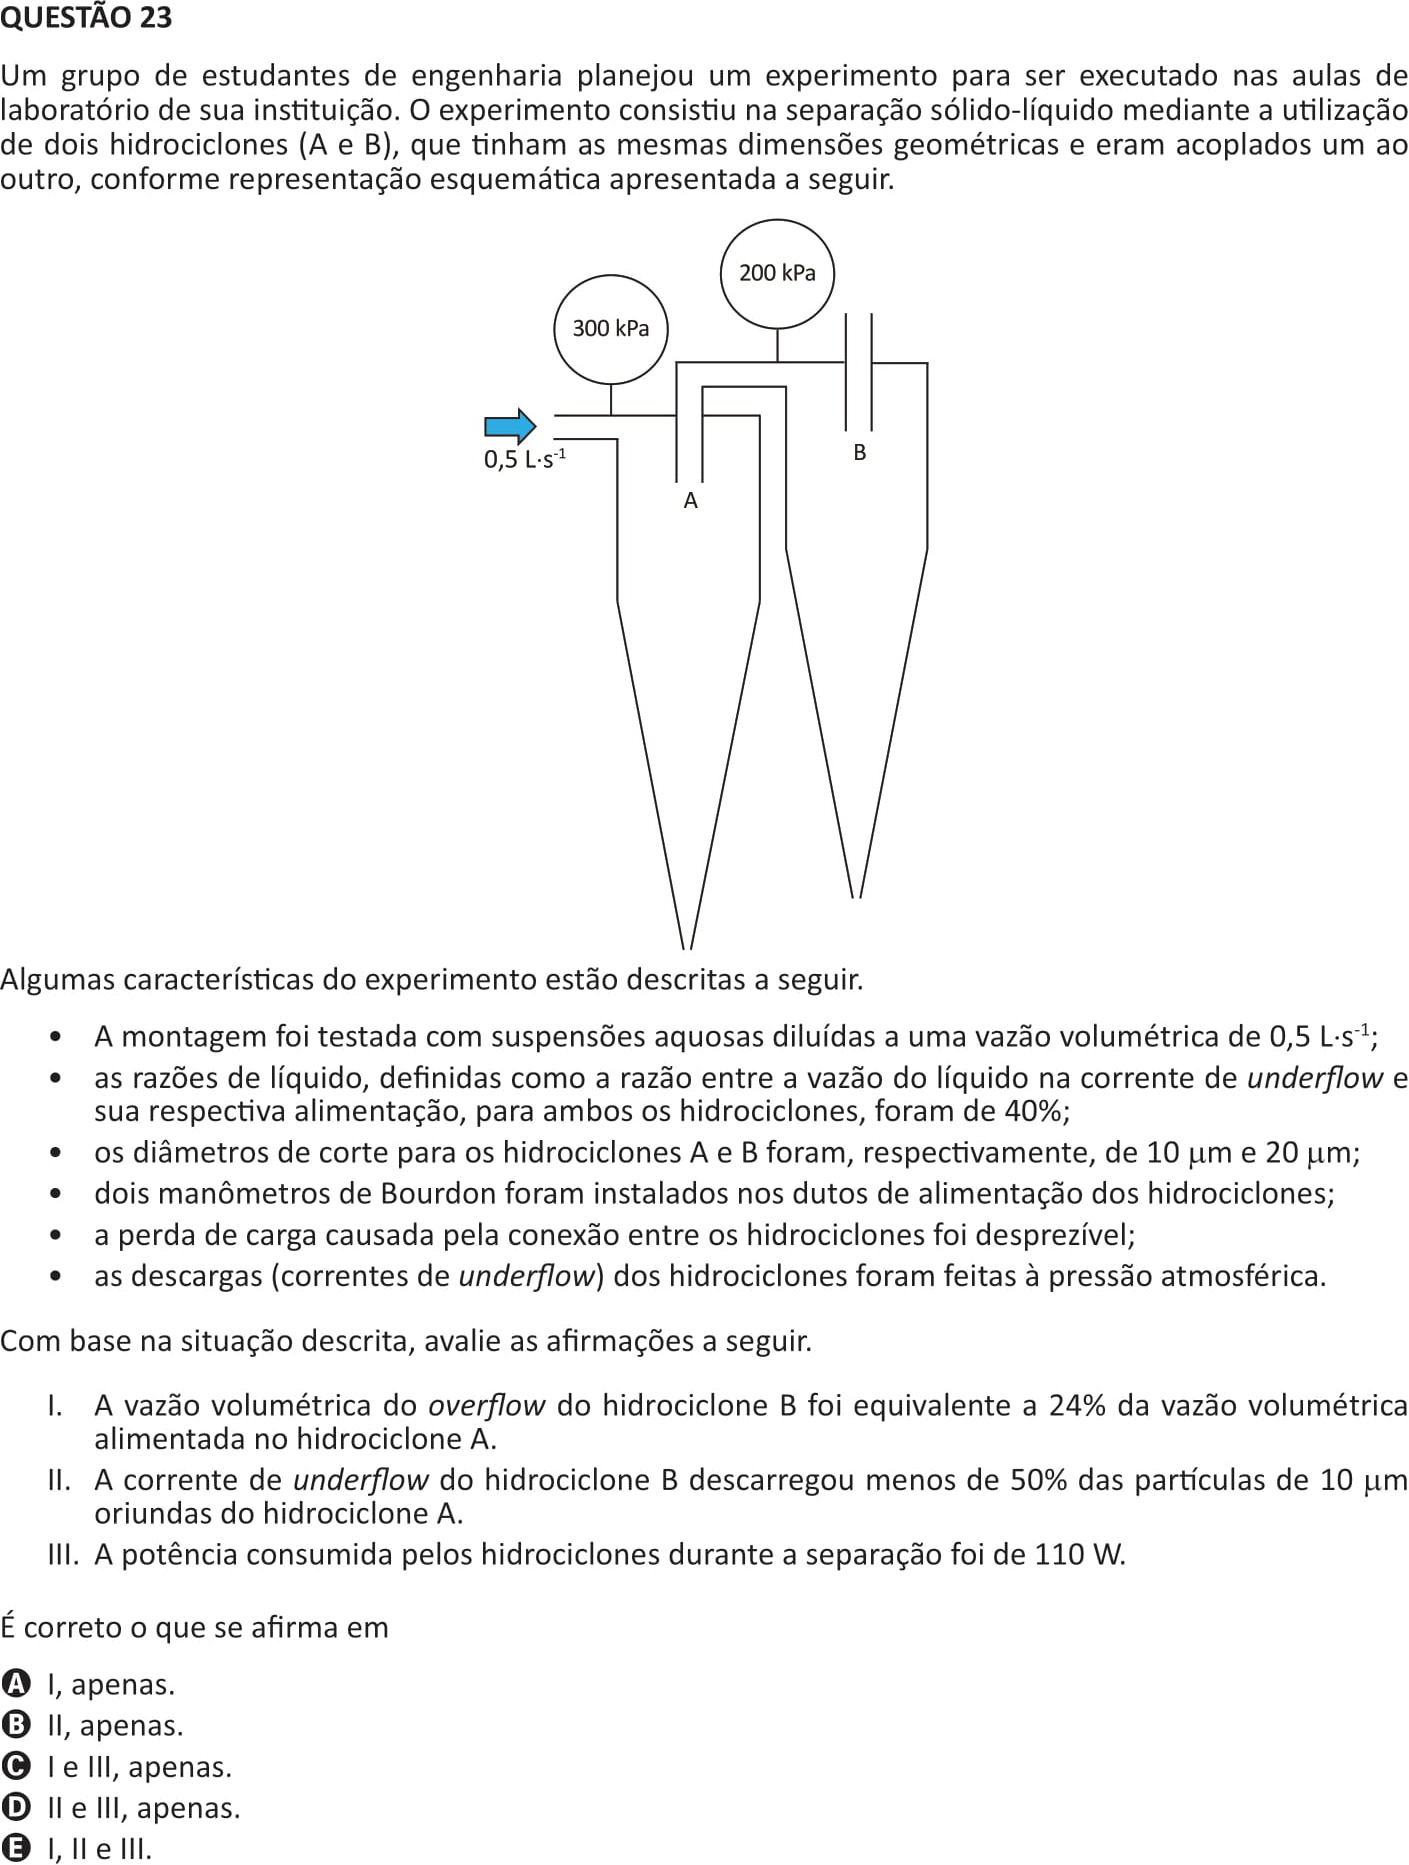 QUESTÃO 23
Um grupo de estudantes de engenharia planejou um experimento para ser executado nas aulas de
laboratório de sua instituição. O experimento consistiu na separação sólido-líquido mediante a utilização
de dois hidrociclones (A e B), que tinham as mesmas dimensões geométricas e eram acoplados um ao
outro, conforme representação esquemática apresentada a seguir.
200 kPa
300 kPa
0,5 L·s⁻¹
B
A
Algumas características do experimento estão descritas a seguir.
• A montagem foi testada com suspensões aquosas diluídas a uma vazão volumétrica de 0,5 L·s⁻¹;
• as razões de líquido, definidas como a razão entre a vazão do líquido na corrente de underflow e
sua respectiva alimentação, para ambos os hidrociclones, foram de 40%;
• os diâmetros de corte para os hidrociclones A e B foram, respectivamente, de 10 µm e 20 µm;
• dois manômetros de Bourdon foram instalados nos dutos de alimentação dos hidrociclones;
• a perda de carga causada pela conexão entre os hidrociclones foi desprezível;
• as descargas (correntes de underflow) dos hidrociclones foram feitas à pressão atmosférica.
Com base na situação descrita, avalie as afirmações a seguir.
I. A vazão volumétrica do overflow do hidrociclone B foi equivalente a 24% da vazão volumétrica
alimentada no hidrociclone A.
II. A corrente de underflow do hidrociclone B descarregou menos de 50% das partículas de 10 µm
oriundas do hidrociclone A.
III. A potência consumida pelos hidrociclones durante a separação foi de 110 W.
É correto o que se afirma em
A I, apenas.
B II, apenas.
C I e III, apenas.
D II e III, apenas.
E I, II e III.